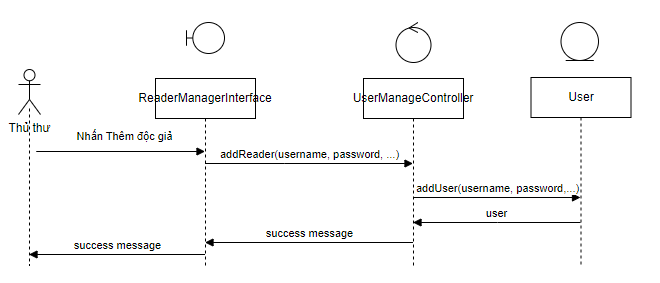 ReaderManagerInterface
UserManageController
User
Thủ thư
Nhấn Thêm độc giả
addReader(username, password, ...)
addUser(username, password,...)
user
success message
success message